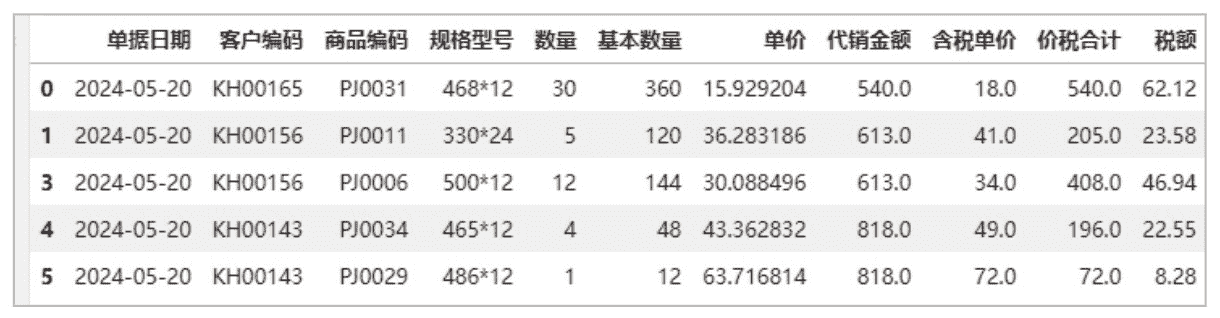 单据日期 客户编码 商品编码 规格型号 数量 基本数量 单价 代销金额 含税单价 价税合计 税额
0 2024-05-20 KH00165 PJ0031 468*12 30 360 15.929204 540.0 18.0 540.0 62.12
1 2024-05-20 KH00156 PJ0011 330*24 5 120 36.283186 613.0 41.0 205.0 23.58
3 2024-05-20 KH00156 PJ0006 500*12 12 144 30.088496 613.0 34.0 408.0 46.94
4 2024-05-20 KH00143 PJ0034 465*12 4 48 43.362832 818.0 49.0 196.0 22.55
5 2024-05-20 KH00143 PJ0029 486*12 1 12 63.716814 818.0 72.0 72.0 8.28